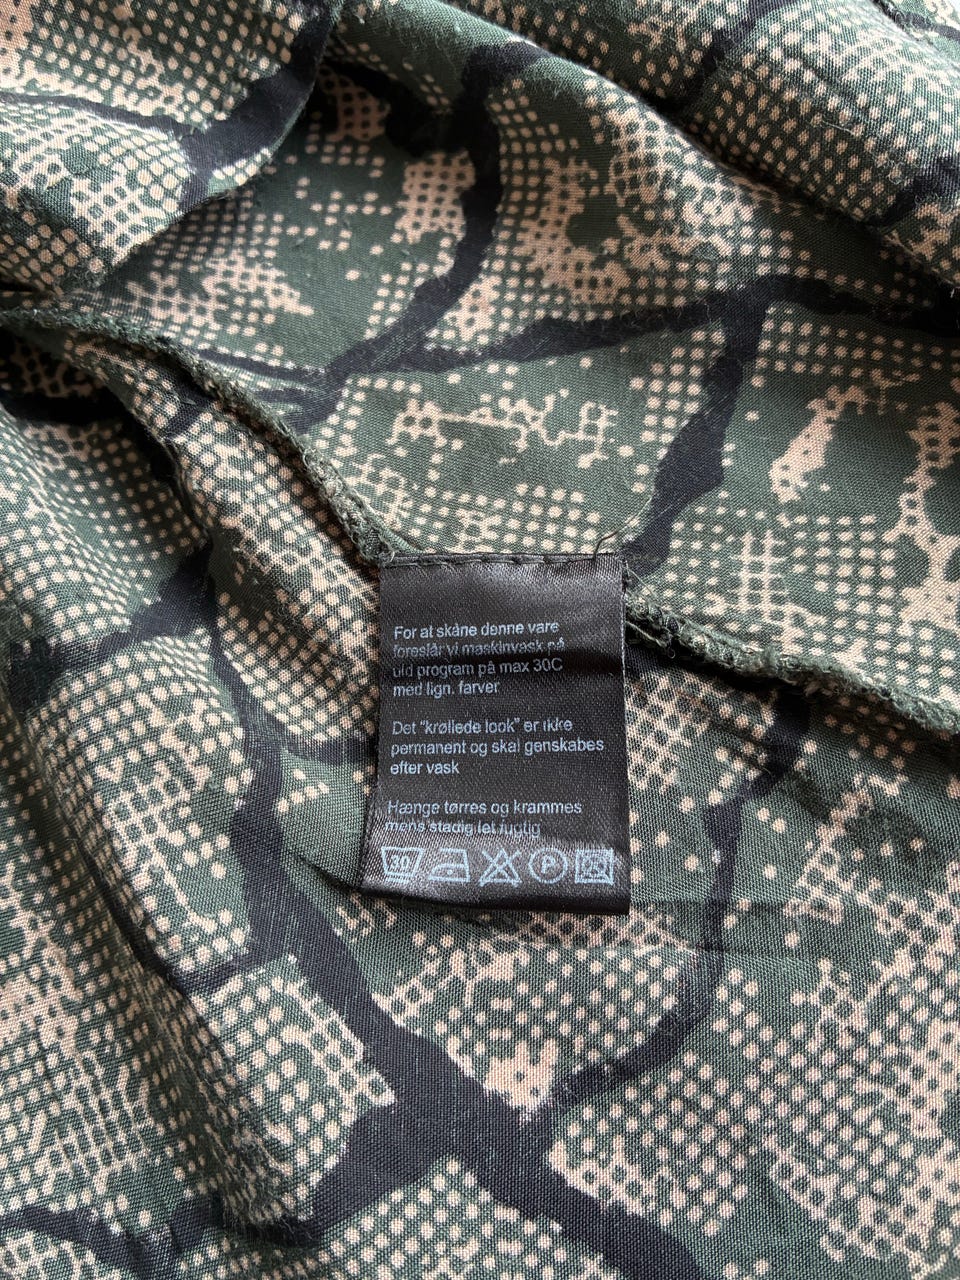 For at skåne denne vare
foreslår vi maskinvask på
uld program på max 30C
med lign. farver
Det "krøllede look" er ikke
permanent og skal genskabes
efter vask
Hænge tørres og krammes
mens stadig let fugtig
30 P